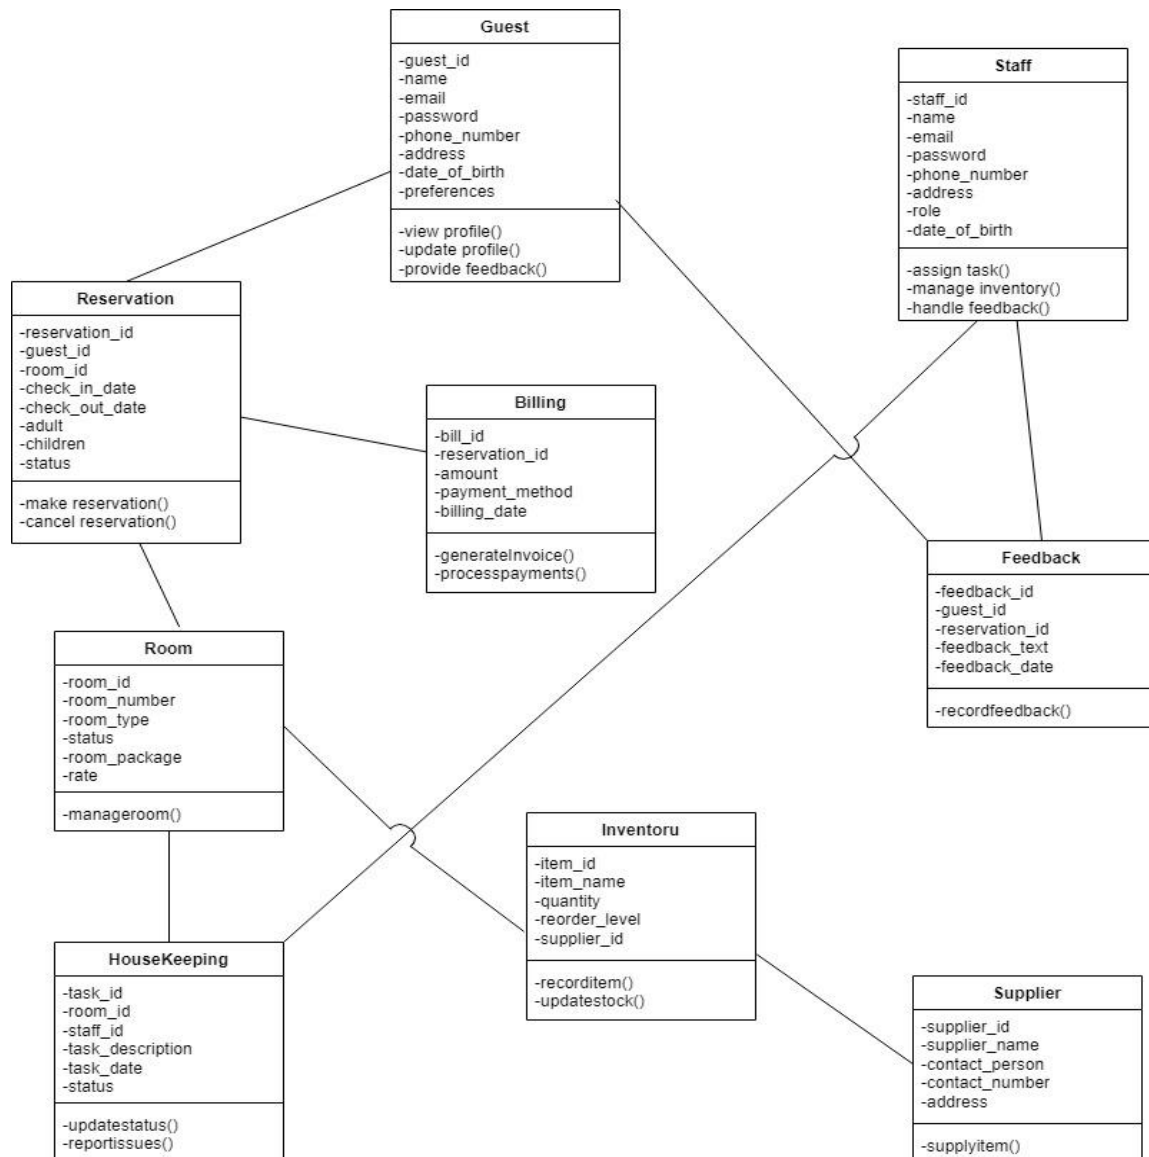 Guest
-guest_id
-name
-email
-password
-phone_number
-address
-date_of_birth
-preferences
-view profile()
-update profile()
-provide feedback()
Staff
-staff_id
-name
-email
-password
-phone_number
-address
-role
-date_of_birth
-assign task()
-manage inventory()
-handle feedback()
Reservation
-reservation_id
-guest_id
-room_id
-check_in_date
-check_out_date
-adult
-children
-status
-make reservation()
-cancel reservation()
Billing
-bill_id
-reservation_id
-amount
-payment_method
-billing_date
-generateInvoice()
-processpayments()
Feedback
-feedback_id
-guest_id
-reservation_id
-feedback_text
-feedback_date
-recordfeedback()
Room
-room_id
-room_number
-room_type
-status
-room_package
-rate
-manageroom()
Inventoru
-item_id
-item_name
-quantity
-reorder_level
-supplier_id
-recorditem()
-updatestock()
HouseKeeping
-task_id
-room_id
-staff_id
-task_description
-task_date
-status
-updatestatus()
-reportissues()
Supplier
-supplier_id
-supplier_name
-contact_person
-contact_number
-address
-supplyitem()